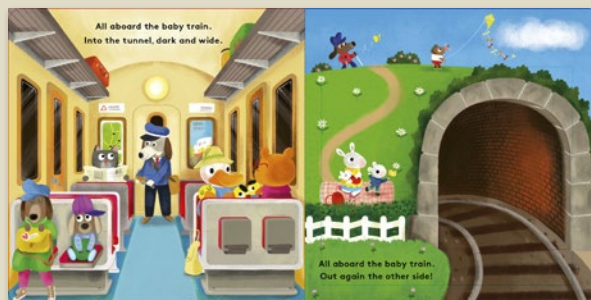 All aboard the baby train.
Into the tunnel, dark and wide.
All aboard the baby train.
Out again the other side!